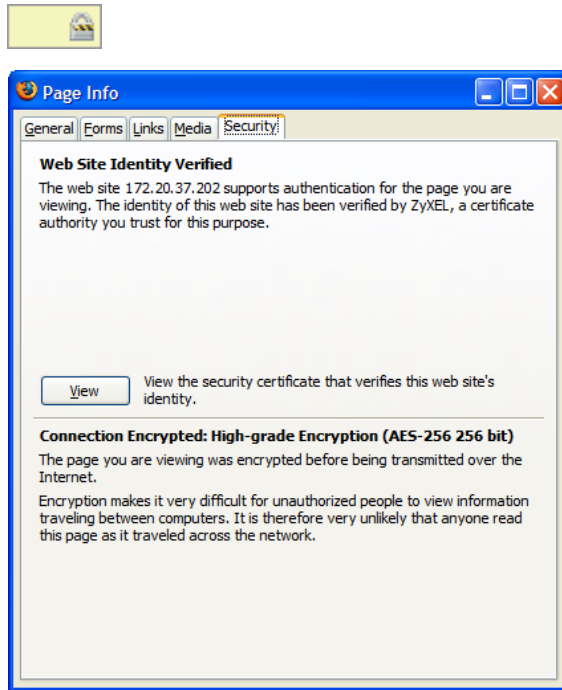 Page Info
General Forms Links Media Security
Web Site Identity Verified
The web site 172.20.37.202 supports authentication for the page you are
viewing. The identity of this web site has been verified by ZyXEL, a certificate
authority you trust for this purpose.
View
View the security certificate that verifies this web site's
identity.
Connection Encrypted: High-grade Encryption (AES-256 256 bit)
The page you are viewing was encrypted before being transmitted over the
Internet.
Encryption makes it very difficult for unauthorized people to view information
traveling between computers. It is therefore very unlikely that anyone read
this page as it traveled across the network.